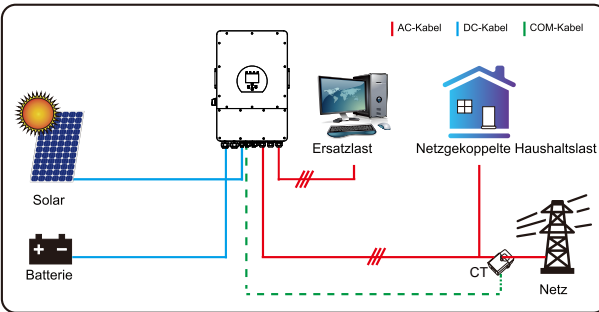 AC-Kabel
DC-Kabel
COM-Kabel
Ersatzlast
Netzgekoppelte Haushaltslast
Solar
Batterie
CT
Netz